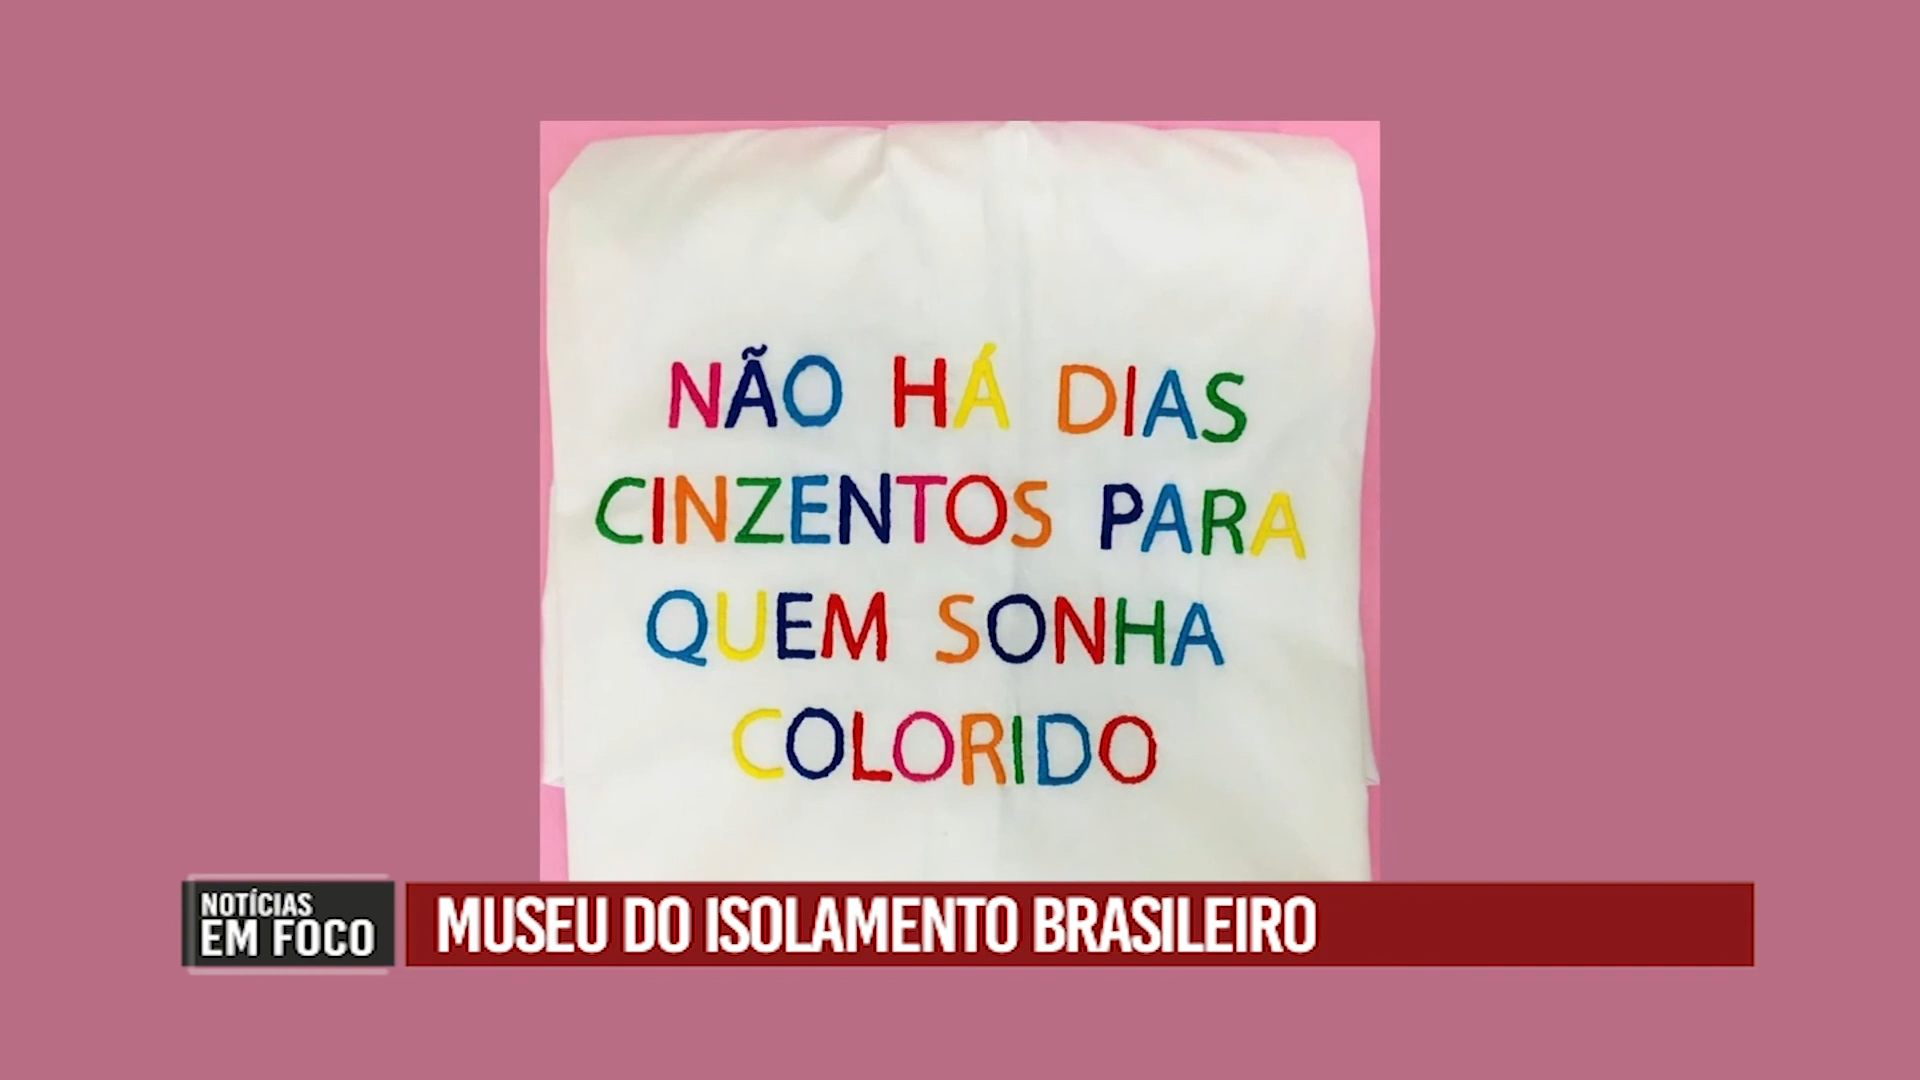 NÃO HÁ DIAS
CINZENTOS PARA
QUEM SONHA
COLORIDO
NOTÍCIAS
EM FOCO
MUSEU DO ISOLAMENTO BRASILEIRO